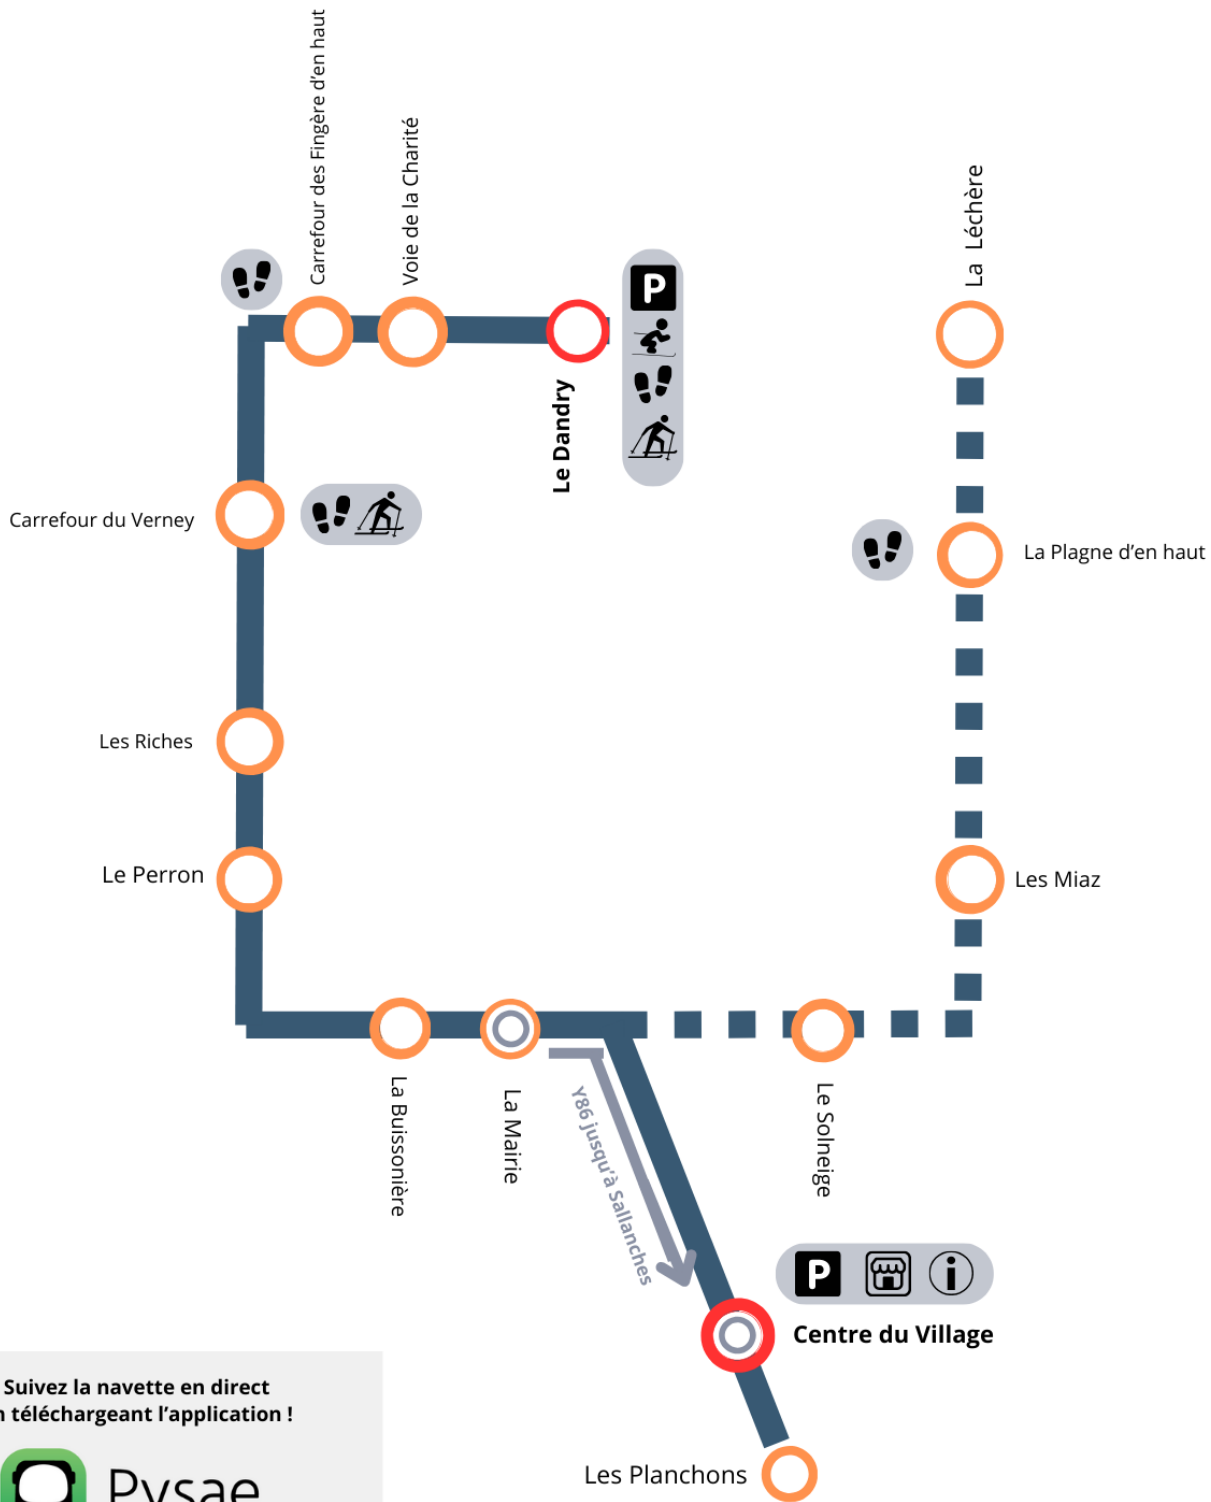 Carrefour des Fingère d'en haut
Voie de la Charité
La Léchère
P
Le Dandry
Carrefour du Verney
La Plagne d'en haut
Les Riches
Le Perron
Les Miaz
La Buissonière
La Mairie
Y86 jusqu'à Sallanches
Le Solneige
P
i
Centre du Village
Suivez la navette en direct
téléchargeant l'application !
Pysae
Les Planchons